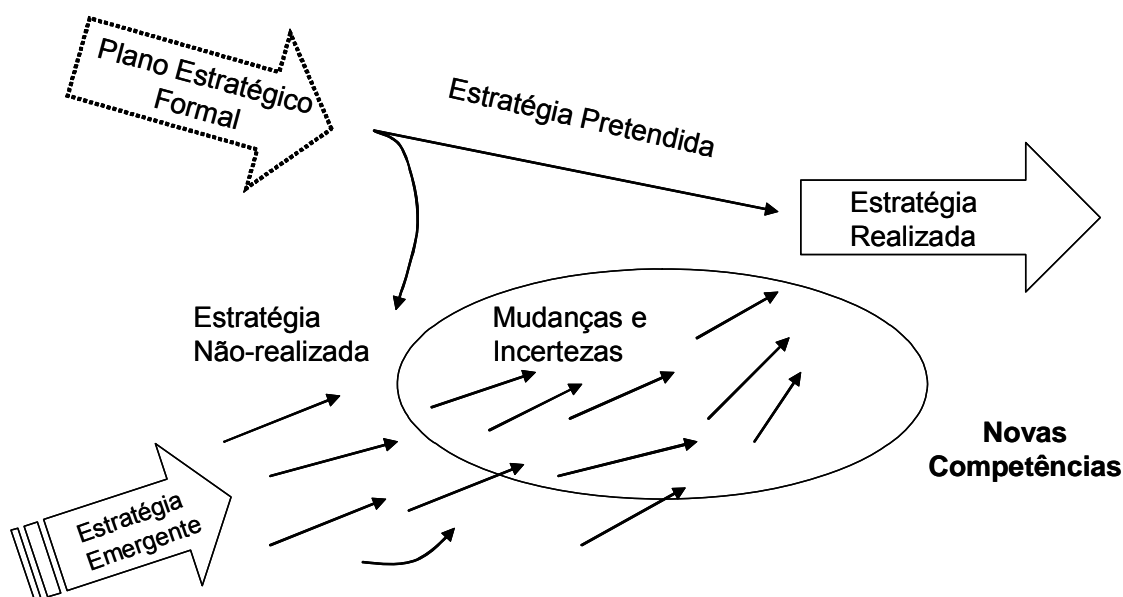 Plano Estratégico
Formal
Estratégia Pretendida
Estratégia
Realizada
Estratégia
Não-realizada
Mudanças e
Incertezas
Novas
Competências
Estratégia
Emergente